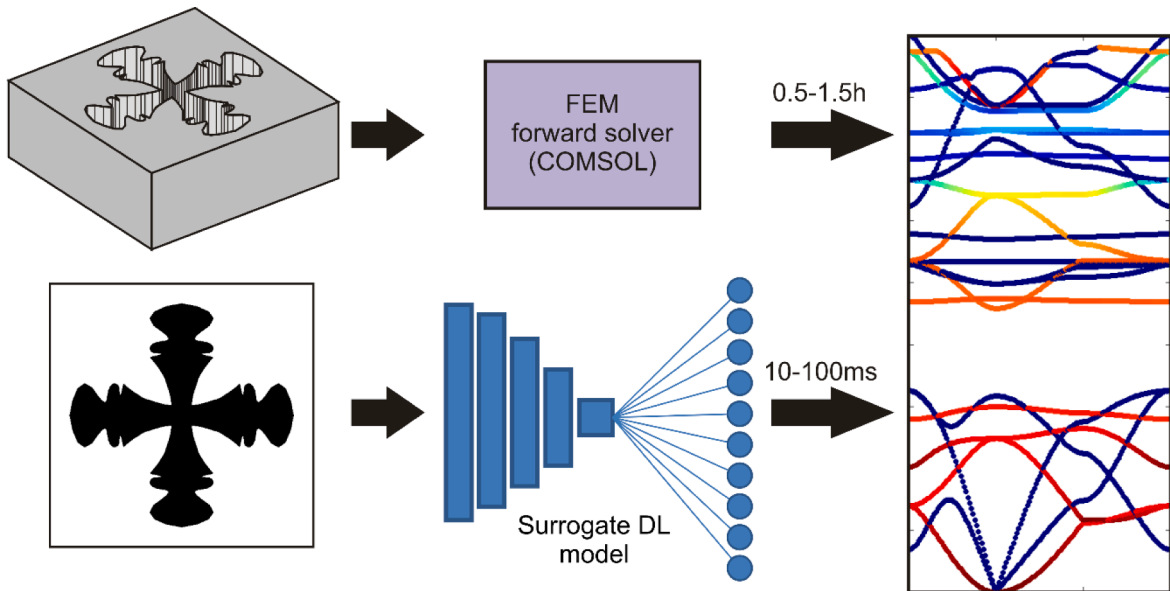 FEM
forward solver
(COMSOL)
0.5-1.5h
Surrogate DL
model
10-100ms